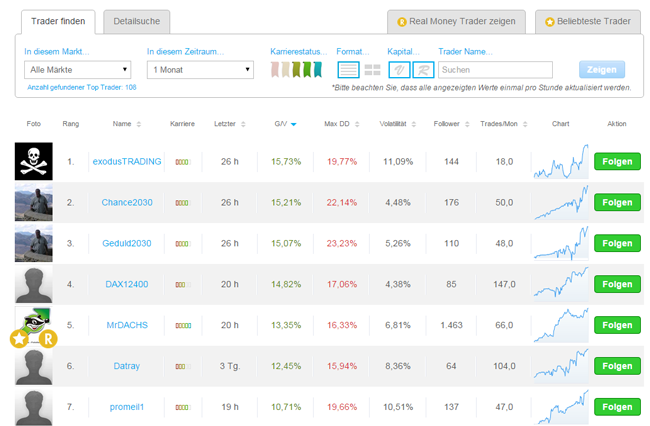 Trader finden Detailsuche R Real Money Trader zeigen Beliebteste Trader
In diesem Markt... In diesem Zeitraum... Karrierestatus... Format... Kapital... Trader Name...
Alle Märkte 1 Monat V R Suchen Zeigen
Anzahl gefundener Top Trader: 108 *Bitte beachten Sie, dass alle angezeigten Werte einmal pro Stunde aktualisiert werden.
Foto Rang Name Karriere Letzter G/V Max DD Volatilität Follower Trades/Mon Chart Aktion
1. exodusTRADING 26 h 15,73% 19,77% 11,09% 144 18,0 Folgen
2. Chance2030 26 h 15,21% 22,14% 4,48% 176 50,0 Folgen
3. Geduld2030 26 h 15,07% 23,23% 5,26% 110 48,0 Folgen
4. DAX12400 20 h 14,82% 17,06% 4,38% 85 147,0 Folgen
R 5. MrDACHS 20 h 13,35% 16,33% 6,81% 1.463 66,0 Folgen
6. Datray 3 Tg. 12,45% 15,94% 8,36% 64 104,0 Folgen
7. promeil1 19 h 10,71% 19,66% 10,51% 137 47,0 Folgen